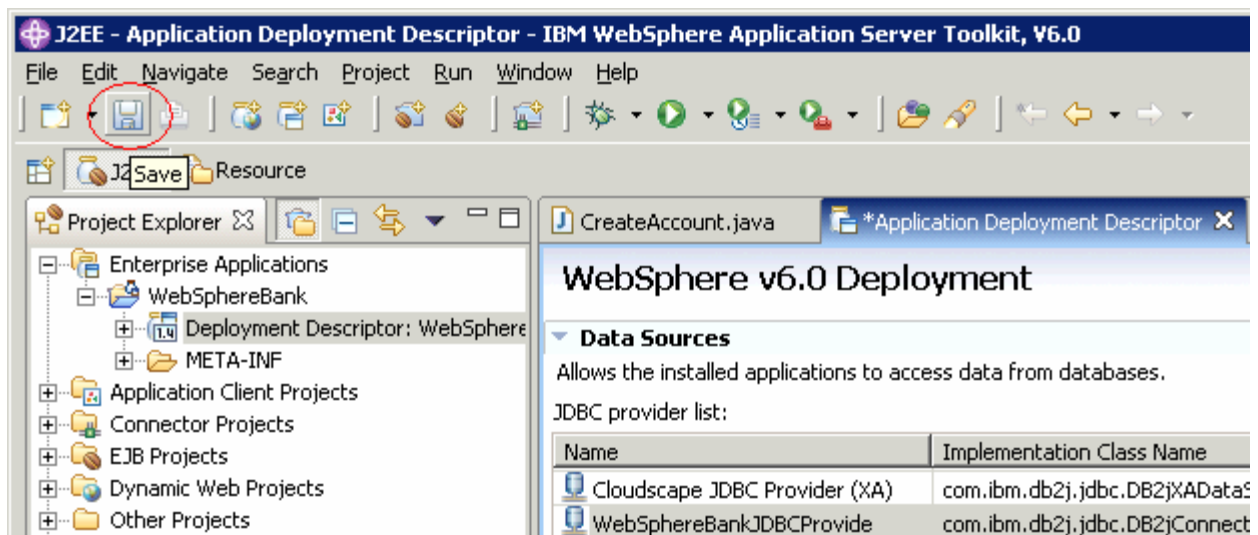 J2EE - Application Deployment Descriptor - IBM WebSphere Application Server Toolkit, V6.0
File Edit Navigate Search Project Run Window Help
J2 Save Resource
Project Explorer
CreateAccount.java
*Application Deployment Descriptor
Enterprise Applications
WebSphereBank
1.4 Deployment Descriptor: WebSphere
META-INF
Application Client Projects
Connector Projects
EJB Projects
Dynamic Web Projects
Other Projects
WebSphere v6.0 Deployment
Data Sources
Allows the installed applications to access data from databases.
JDBC provider list:
Name Implementation Class Name
Cloudscape JDBC Provider (XA) com.ibm.db2j.jdbc.DB2jXADataS
WebSphereBankJDBCProvide com.ibm.db2j.jdbc.DB2jConnect